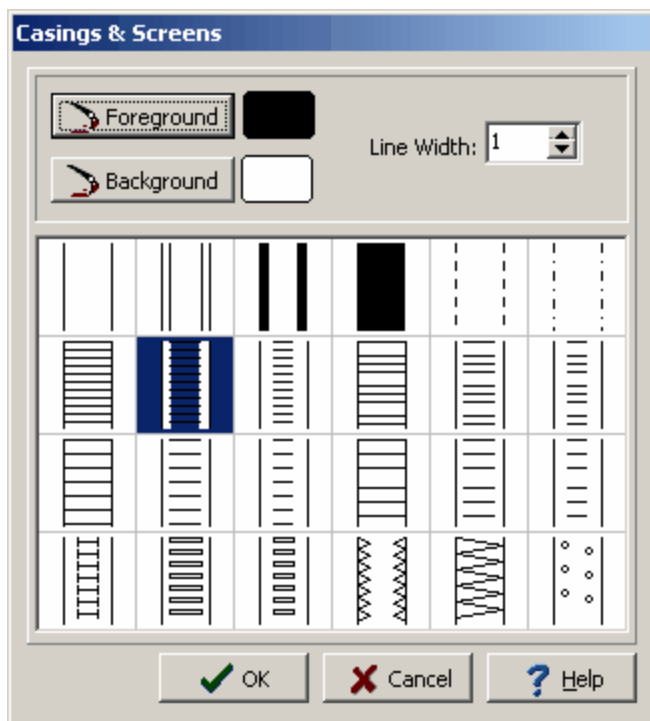 Casings & Screens
Foreground
Line Width: 1
Background
OK Cancel Help